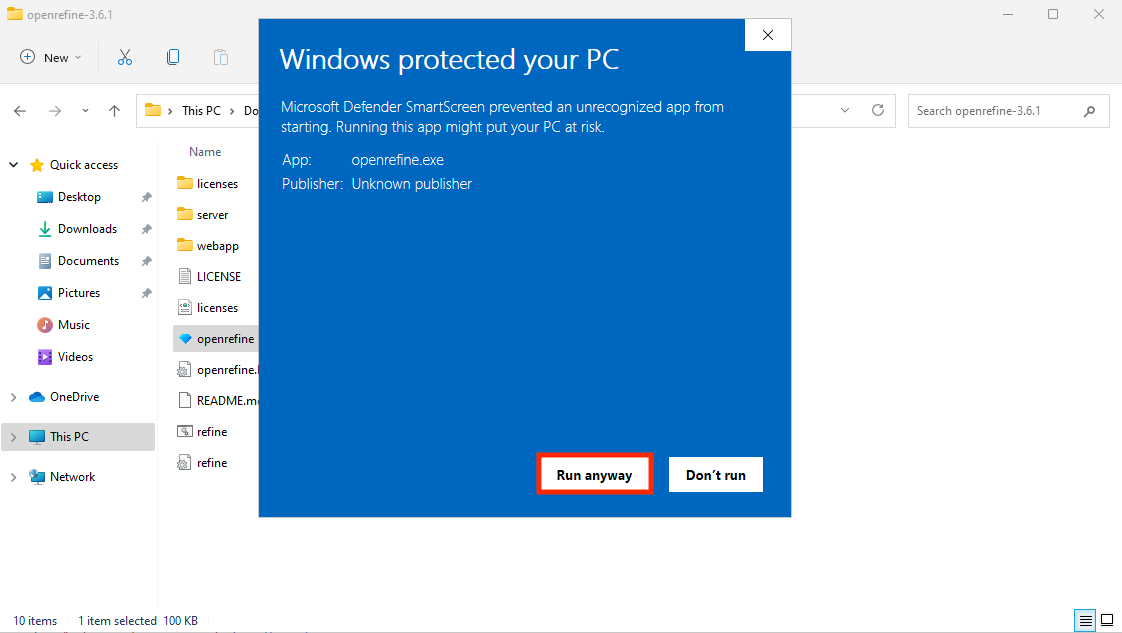 openrefine-3.6.1
New
This PC
Do
Search openrefine-3.6.1
Quick access
Desktop
Downloads
Documents
Pictures
Music
Videos
OneDrive
This PC
Network
Name
licenses
server
webapp
LICENSE
licenses
openrefine
openrefine.
README.m
refine
refine
Windows protected your PC
Microsoft Defender SmartScreen prevented an unrecognized app from
starting. Running this app might put your PC at risk.
App: openrefine.exe
Publisher: Unknown publisher
Run anyway
Don't run
10 items 1 item selected 100 KB